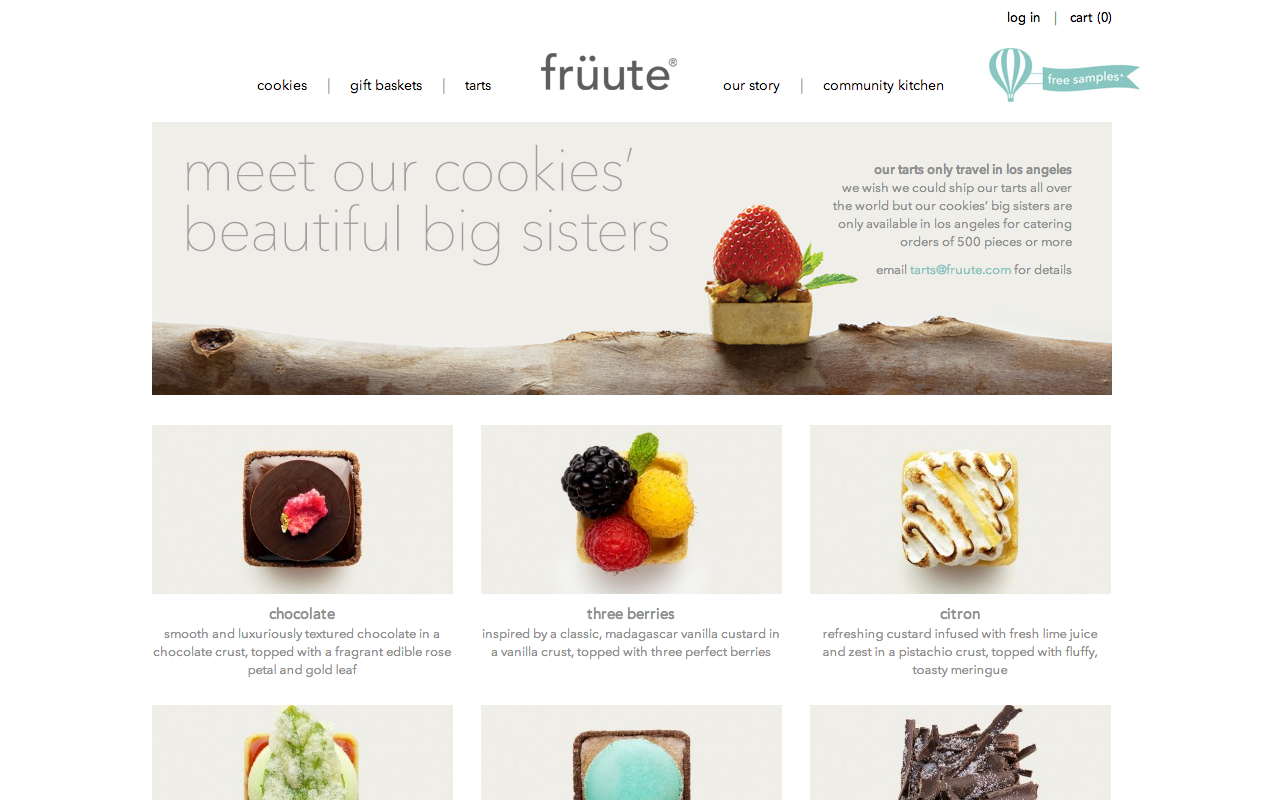 log in | cart (0)
cookies | gift baskets | tarts
früute®
our story | community kitchen
free samples*
meet our cookies'
beautiful big sisters
our tarts only travel in los angeles
we wish we could ship our tarts all over
the world but our cookies' big sisters are
only available in los angeles for catering
orders of 500 pieces or more
email tarts@fruute.com for details
chocolate
smooth and luxuriously textured chocolate in a
chocolate crust, topped with a fragrant edible rose
petal and gold leaf
three berries
inspired by a classic, madagascar vanilla custard in
a vanilla crust, topped with three perfect berries
citron
refreshing custard infused with fresh lime juice
and zest in a pistachio crust, topped with fluffy,
toasty meringue